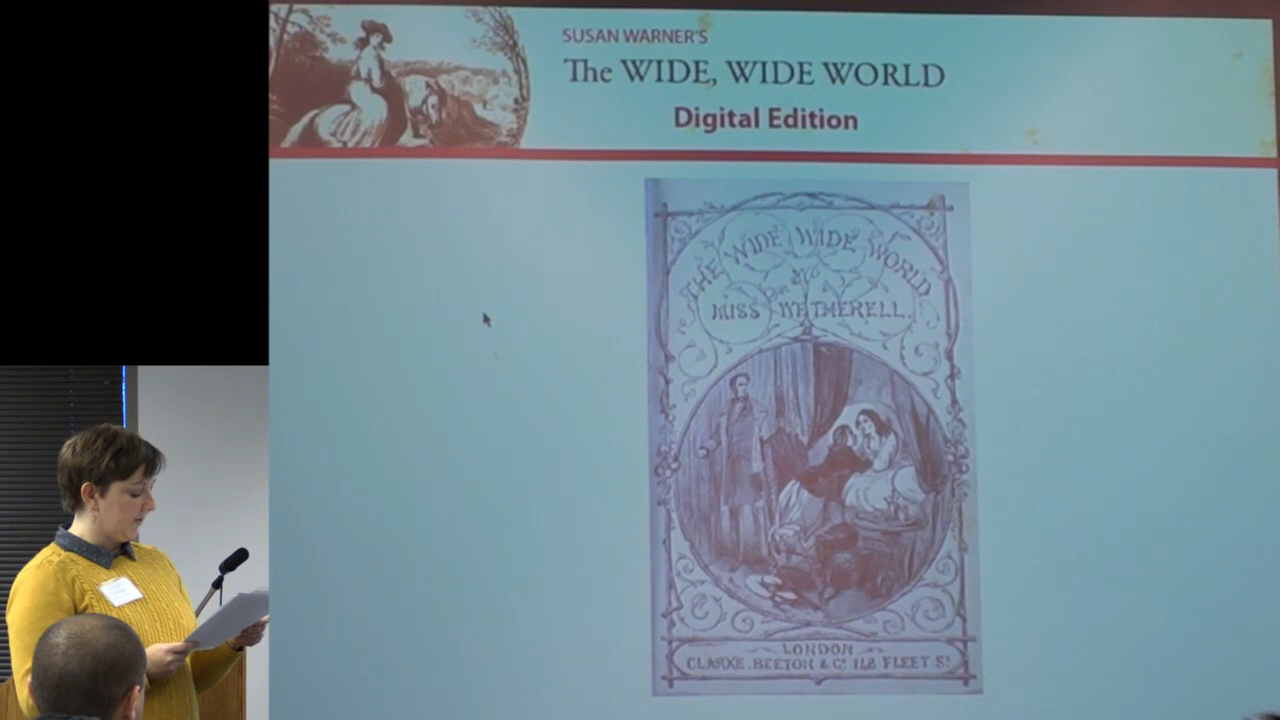 SUSAN WARNER'S
The WIDE, WIDE WORLD
Digital Edition
THE WIDE WIDE WORLD
MISS WETHERELL.
LONDON
CLARKE, BEETON & Co. 148 FLEET St.